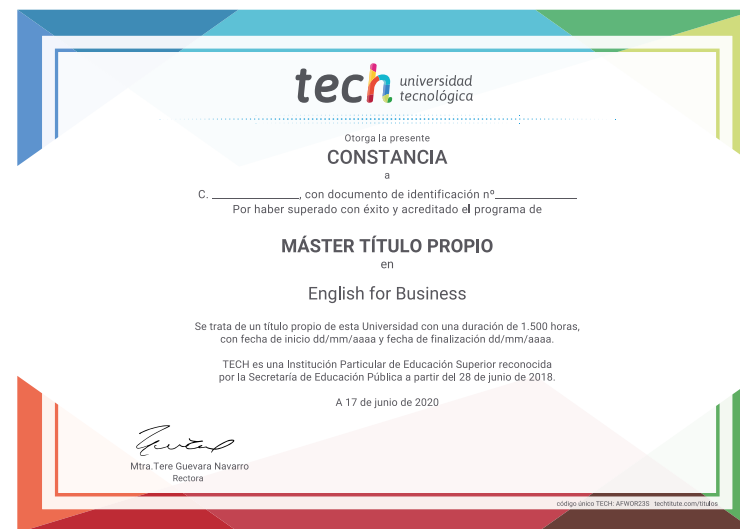 tech universidad
tecnológica
Otorga la presente
CONSTANCIA
a
C. ______________, con documento de identificación nº_____________
Por haber superado con éxito y acreditado el programa de
MÁSTER TÍTULO PROPIO
en
English for Business
Se trata de un título propio de esta Universidad con una duración de 1.500 horas,
con fecha de inicio dd/mm/aaaa y fecha de finalización dd/mm/aaaa.
TECH es una Institución Particular de Educación Superior reconocida
por la Secretaría de Educación Pública a partir del 28 de junio de 2018.
A 17 de junio de 2020
Mtra.Tere Guevara Navarro
Rectora
código único TECH: AFWOR23S techtitute.com/titulos